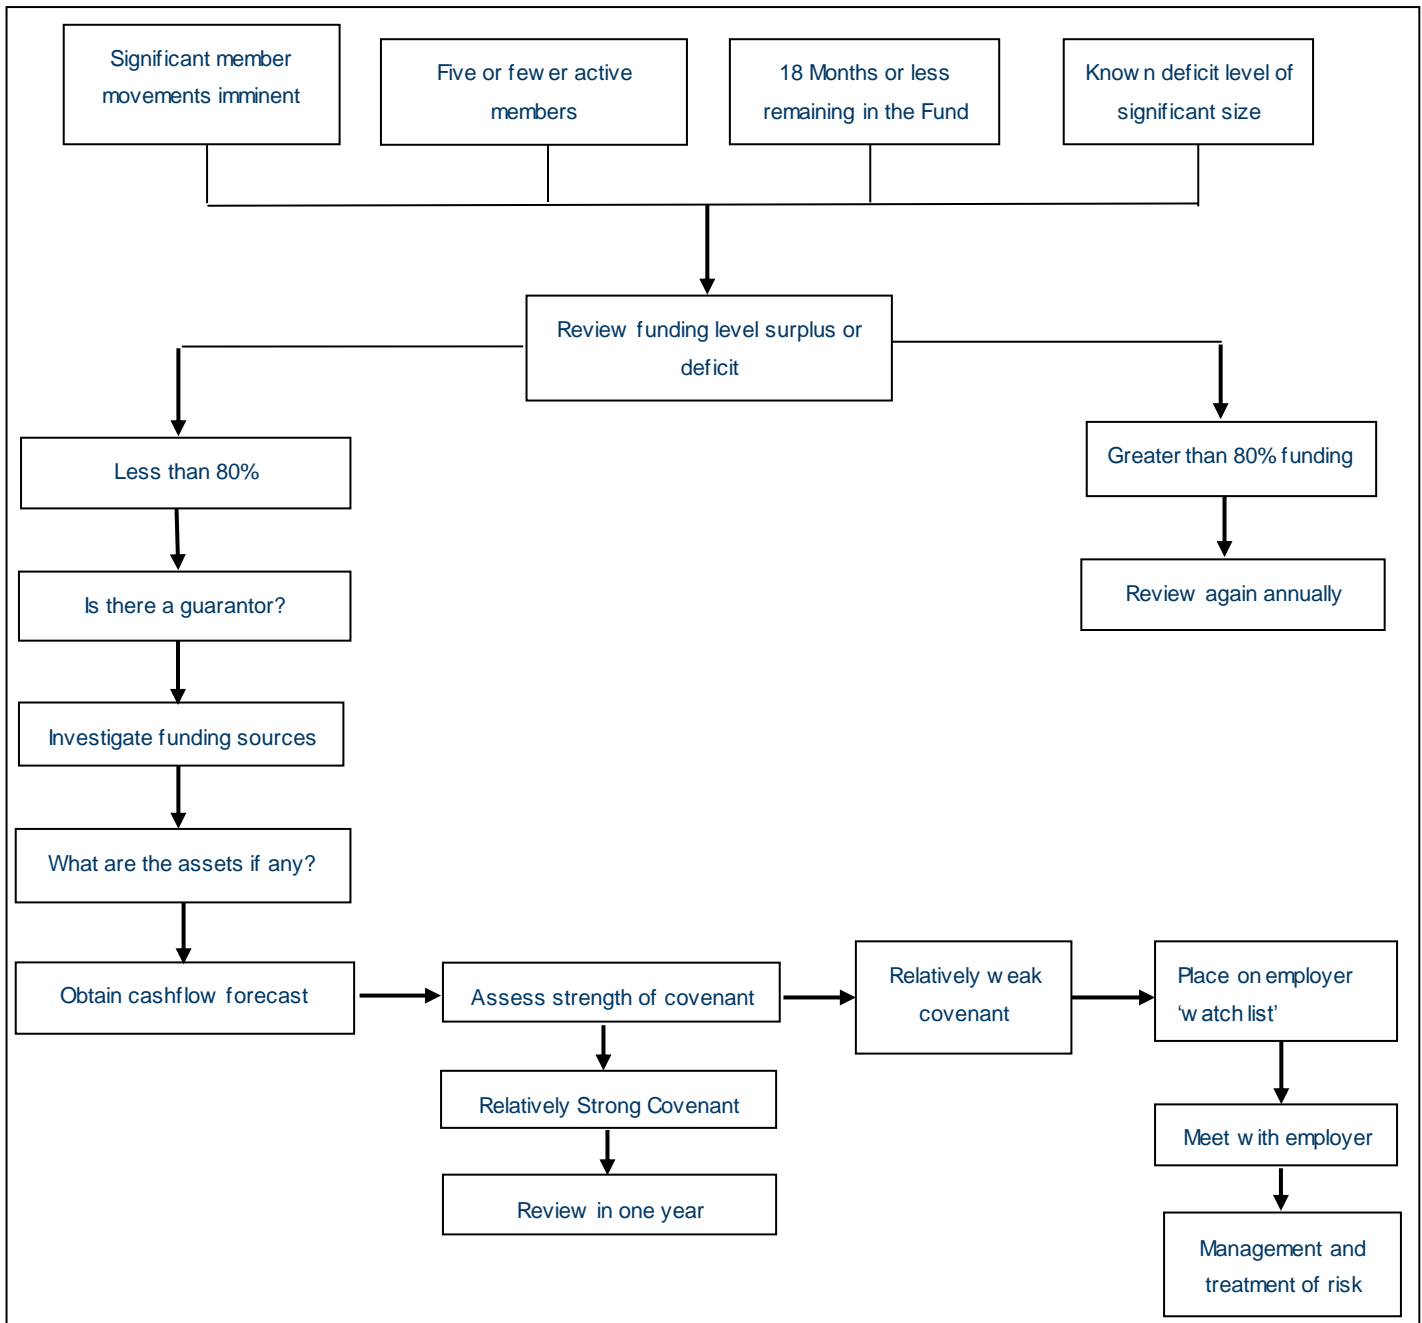 Significant member
movements imminent
Five or fewer active
members
18 Months or less
remaining in the Fund
Known deficit level of
significant size
Review funding level surplus or
deficit
Less than 80%
Greater than 80% funding
Is there a guarantor?
Review again annually
Investigate funding sources
What are the assets if any?
Obtain cashflow forecast
Assess strength of covenant
Relatively weak
covenant
Place on employer
‘watch list’
Relatively Strong Covenant
Meet with employer
Review in one year
Management and
treatment of risk